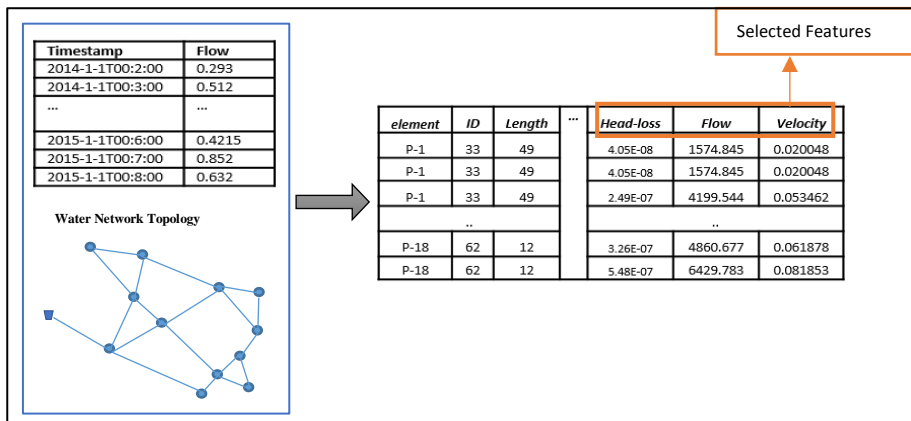 Selected Features
Timestamp Flow
2014-1-1T00:2:00 0.293
2014-1-1T00:3:00 0.512
... ...
2015-1-1T00:6:00 0.4215
2015-1-1T00:7:00 0.852
2015-1-1T00:8:00 0.632
Water Network Topology
element ID Length ... Head-loss Flow Velocity
P-1 33 49 4.05E-08 1574.845 0.020048
P-1 33 49 4.05E-08 1574.845 0.020048
P-1 33 49 2.49E-07 4199.544 0.053462
.. ..
P-18 62 12 3.26E-07 4860.677 0.061878
P-18 62 12 5.48E-07 6429.783 0.081853